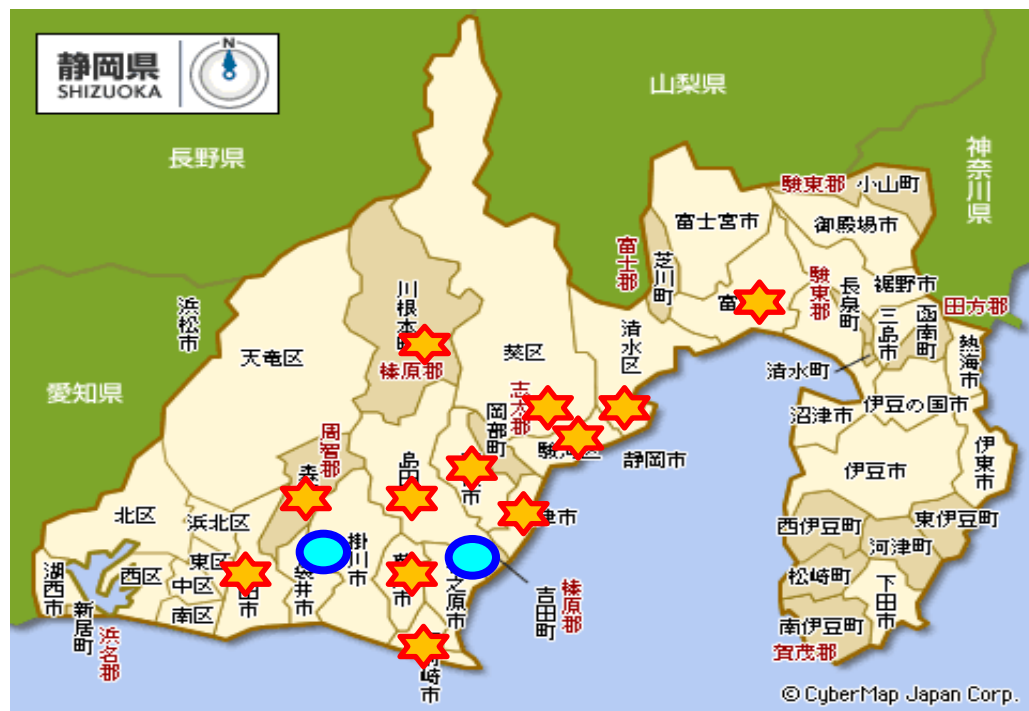 静岡県
SHIZUOKA
N
山梨県
長野県
神奈川県
愛知県
駿東郡
小山町
富士宮市
御殿場市
富士郡
芝川町
駿東郡
長泉町
裾野市
田方郡
三島市
函南町
熱海市
清水町
浜松市
天竜区
川根本
榛原郡
葵区
清水区
沼津市
伊豆の国市
志太郡
岡部町
静岡市
伊豆市
伊東市
周智郡
北区
浜北区
西伊豆町
東伊豆町
河津町
湖西市
西区
東区
中区
南区
新居町
浜名郡
掛川市
吉田町
榛原郡
松崎町
下田市
南伊豆町
賀茂郡
© CyberMap Japan Corp.